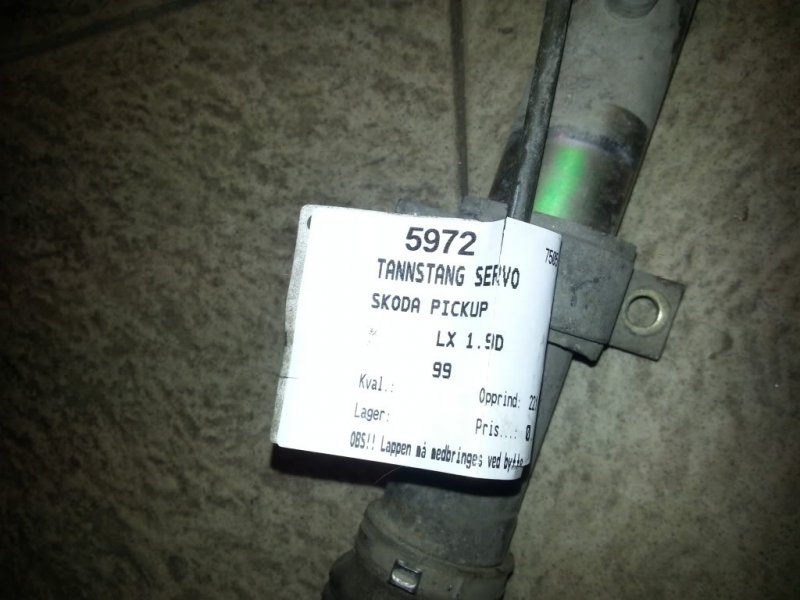 5972
TANNSTANG SERVO
SKODA PICKUP
LX 1.9D
99
Kval.: Opprind:
Lager: Pris...:
OBS!! Lappen må medbringes ved bytte